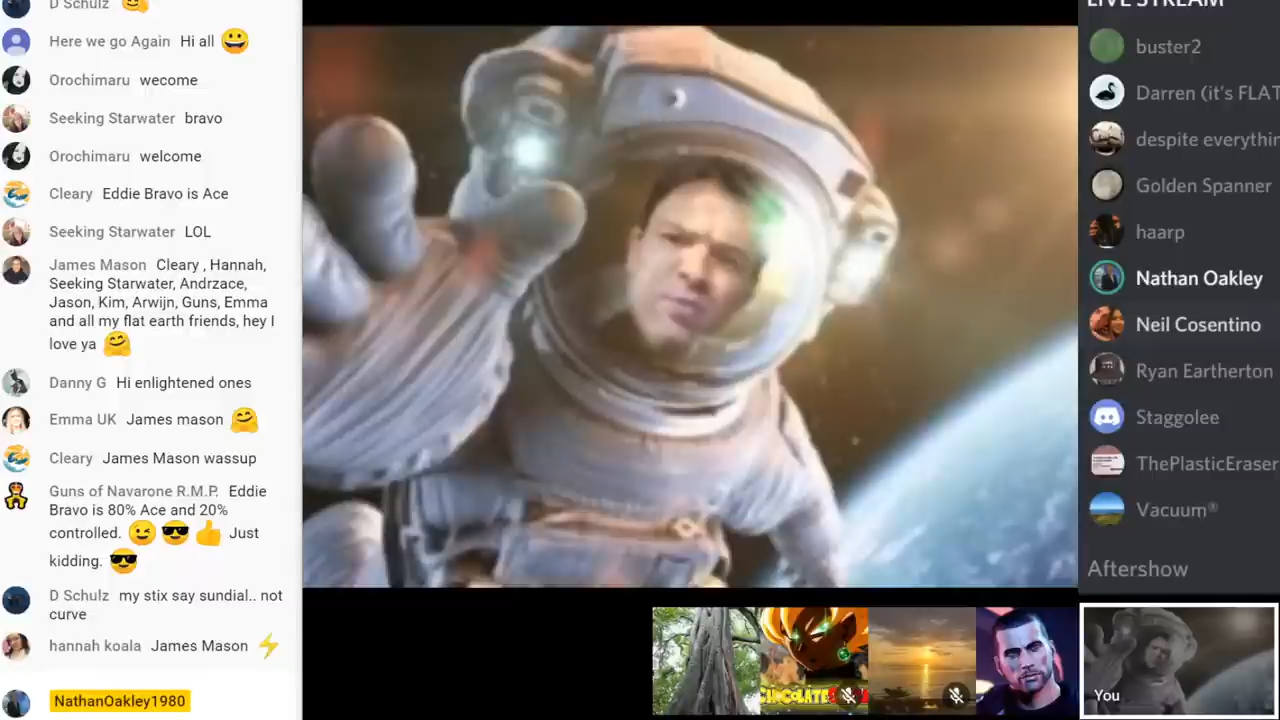 D Schulz
Here we go Again Hi all
Orochimaru wecome
Seeking Starwater bravo
Orochimaru welcome
Cleary Eddie Bravo is Ace
Seeking Starwater LOL
James Mason Cleary , Hannah,
Seeking Starwater, Andrzace,
Jason, Kim, Arwijn, Guns, Emma
and all my flat earth friends, hey I
love ya
Danny G Hi enlightened ones
Emma UK James mason
Cleary James Mason wassup
Guns of Navarone R.M.P. Eddie
Bravo is 80% Ace and 20%
controlled. Just
kidding.
D Schulz my stix say sundial.. not
curve
hannah koala James Mason
NathanOakley1980
LIVE STREAM
buster2
Darren (it's FLAT
despite everythin
Golden Spanner
haarp
Nathan Oakley
Neil Cosentino
Ryan Eartherton
Staggolee
ThePlasticEraser
Vacuum®
Aftershow
You